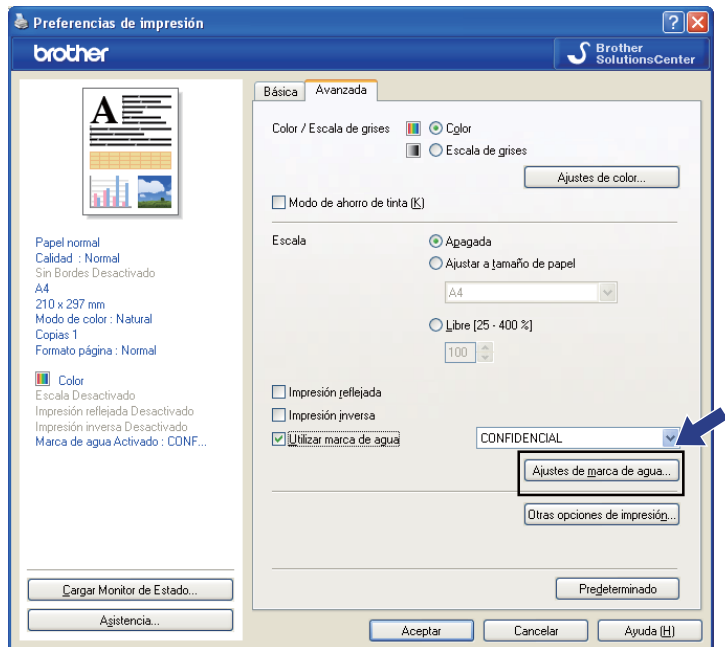 Preferencias de impresión
brother
Brother
SolutionsCenter
A
Papel normal
Calidad : Normal
Sin Bordes Desactivado
A4
210 x 297 mm
Modo de color : Natural
Copias 1
Formato página : Normal
Color
Escala Desactivado
Impresión reflejada Desactivado
Impresión inversa Desactivado
Marca de agua Activado : CONF...
Cargar Monitor de Estado...
Asistencia...
Básica Avanzada
Color / Escala de grises Color
Escala de grises
Ajustes de color...
Modo de ahorro de tinta (K)
Escala Apagada
Ajustar a tamaño de papel
A4
Libre [25 - 400 %]
100
Impresión reflejada
Impresión inversa
Utilizar marca de agua CONFIDENCIAL
Ajustes de marca de agua...
Otras opciones de impresión...
Predeterminado
Aceptar Cancelar Ayuda (H)